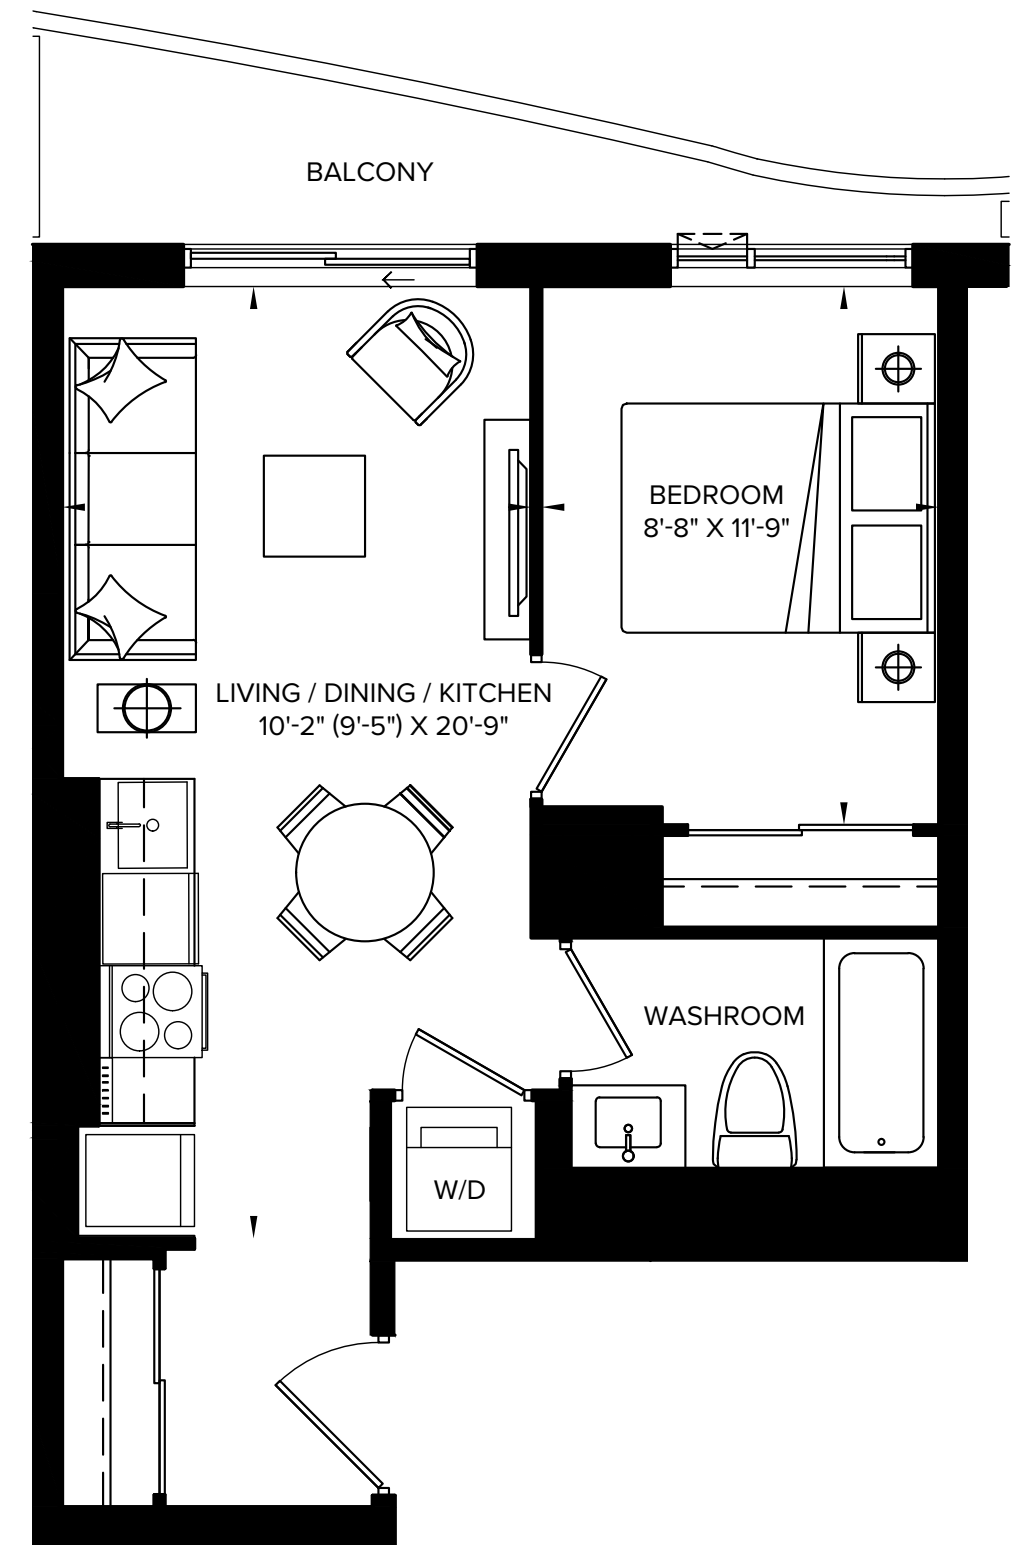 BALCONY
BEDROOM
8'-8" X 11'-9"
LIVING / DINING / KITCHEN
10'-2" (9'-5") X 20'-9"
WASHROOM
W/D